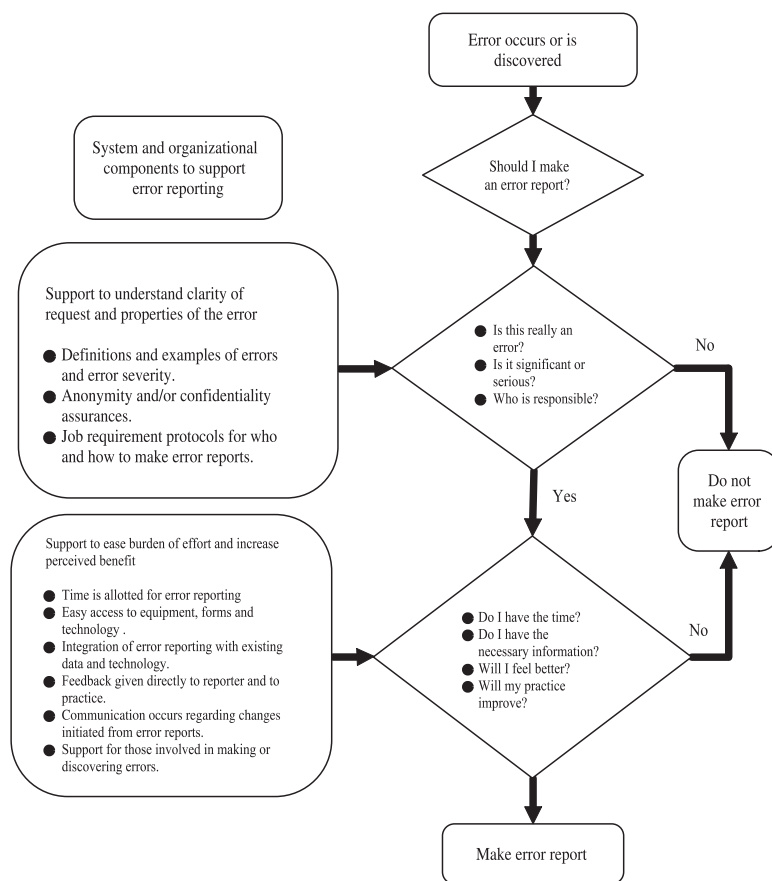 Error occurs or is
discovered
System and organizational
components to support
error reporting
Should I make
an error report?
Support to understand clarity of
request and properties of the error
● Definitions and examples of errors
and error severity.
● Anonymity and/or confidentiality
assurances.
● Job requirement protocols for who
and how to make error reports.
● Is this really an
error?
● Is it significant or
serious?
● Who is responsible?
No
Do not
make error
report
Yes
Support to ease burden of effort and increase
perceived benefit
● Time is allotted for error reporting
● Easy access to equipment, forms and
technology .
● Integration of error reporting with existing
data and technology.
● Feedback given directly to reporter and to
practice.
● Communication occurs regarding changes
initiated from error reports.
● Support for those involved in making or
discovering errors.
● Do I have the time?
● Do I have the
necessary information?
● Will I feel better?
● Will my practice
improve?
No
Make error report